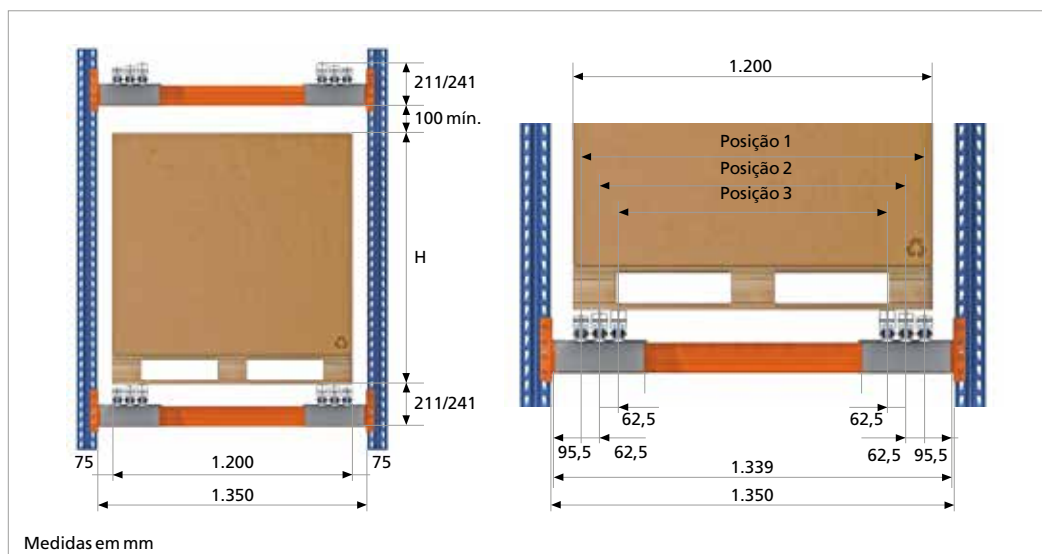 211/241
100 mín.
H
211/241
75
1.200
75
1.350
1.200
Posição 1
Posição 2
Posição 3
62,5
62,5
95,5
62,5
62,5
95,5
1.339
1.350
Medidas em mm